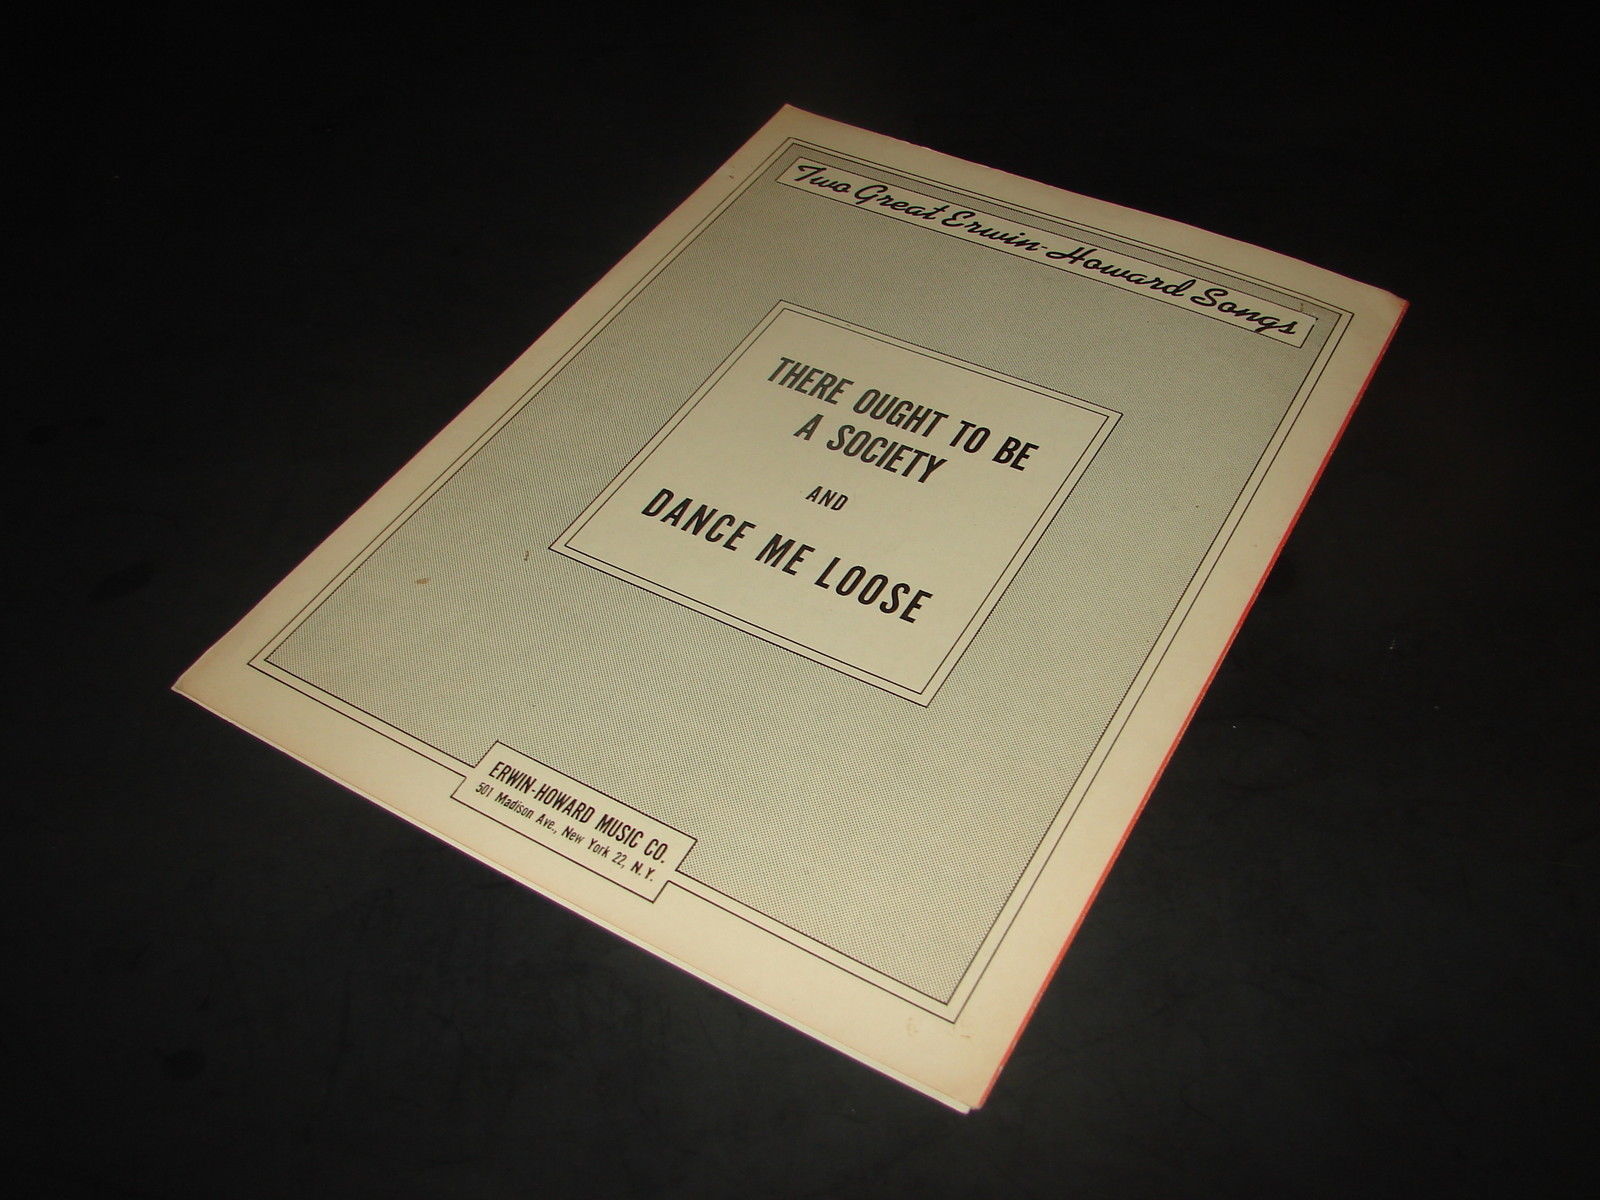 Two Great Erwin-Howard Songs
THERE OUGHT TO BE
A SOCIETY
AND
DANCE ME LOOSE
ERWIN-HOWARD MUSIC CO.
501 Madison Ave., New York 22, N. Y.